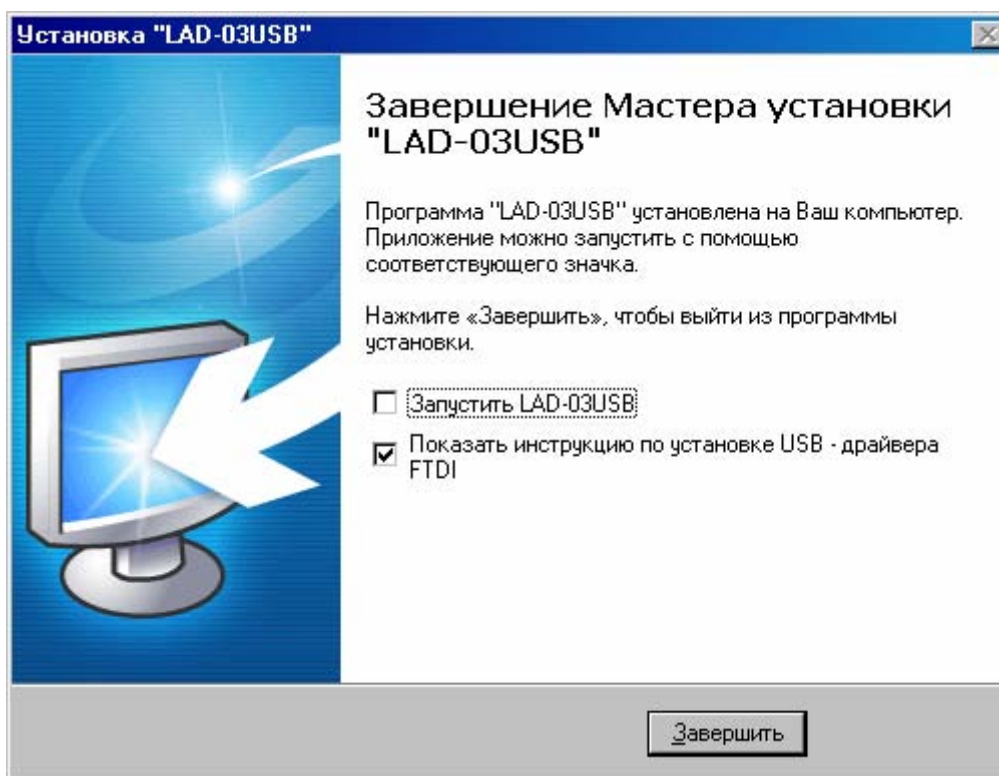 Установка "LAD-03USB"
Завершение Мастера установки
"LAD-03USB"
Программа "LAD-03USB" установлена на Ваш компьютер.
Приложение можно запустить с помощью
соответствующего значка.
Нажмите «Завершить», чтобы выйти из программы
установки.
Запустить LAD-03USB
Показать инструкцию по установке USB - драйвера
FTDI
Завершить